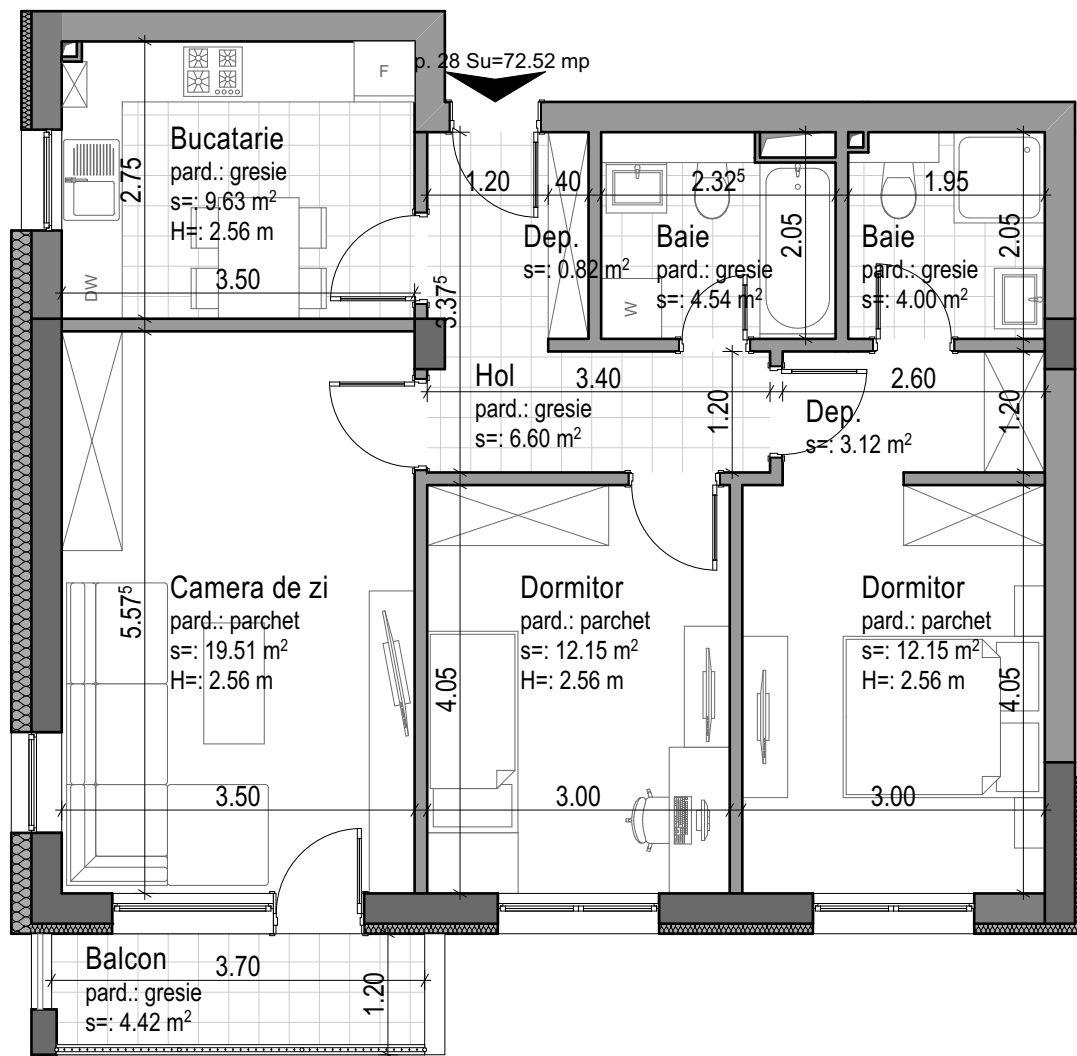 p. 28 Su=72.52 mp
F
Bucatarie
pard.: gresie
s=: 9.63 m²
H=: 2.56 m
2.75
3.50
DW
1.20
40
2.32⁵
1.95
Dep.
s=: 0.82 m²
Baie
pard.: gresie
s=: 4.54 m²
2.05
W
Baie
pard.: gresie
s=: 4.00 m²
2.05
3.37⁵
Hol
pard.: gresie
s=: 6.60 m²
3.40
1.20
2.60
Dep.
s=: 3.12 m²
1.20
Camera de zi
pard.: parchet
s=: 19.51 m²
H=: 2.56 m
5.57⁵
3.50
Dormitor
pard.: parchet
s=: 12.15 m²
H=: 2.56 m
4.05
3.00
Dormitor
pard.: parchet
s=: 12.15 m²
H=: 2.56 m
4.05
3.00
Balcon
pard.: gresie
s=: 4.42 m²
3.70
1.20